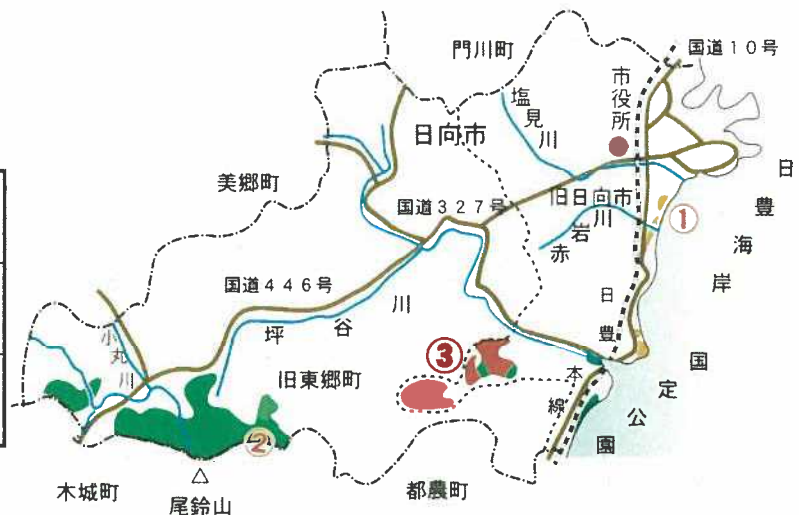 国道10号
門川町
市役所
塩見川
日向市
美郷町
国道327号
旧日向市
赤岩川
①
日豊海岸国定公園
国道446号
坪谷川
小丸川
③
旧東郷町
日豊本線
②
木城町
尾鈴山
都農町